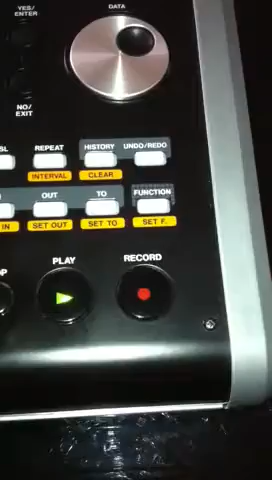 DATA
YES/
ENTER
NO/
EXIT
REPEAT HISTORY UNDO/REDO
INTERVAL CLEAR
OUT TO FUNCTION
IN SET OUT SET TO SET F.
PLAY RECORD